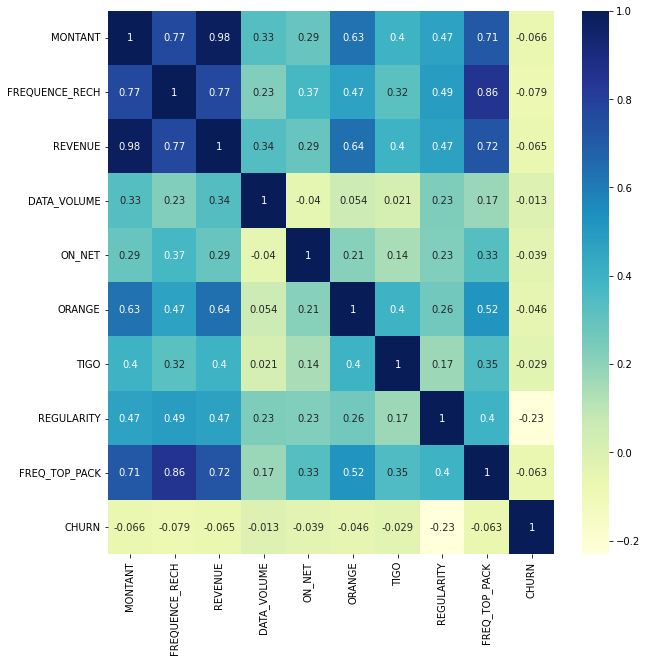 MONTANT 1 0.77 0.98 0.33 0.29 0.63 0.4 0.47 0.71 -0.066
FREQUENCE_RECH 0.77 1 0.77 0.23 0.37 0.47 0.32 0.49 0.86 -0.079
REVENUE 0.98 0.77 1 0.34 0.29 0.64 0.4 0.47 0.72 -0.065
DATA_VOLUME 0.33 0.23 0.34 1 -0.04 0.054 0.021 0.23 0.17 -0.013
ON_NET 0.29 0.37 0.29 -0.04 1 0.21 0.14 0.23 0.33 -0.039
ORANGE 0.63 0.47 0.64 0.054 0.21 1 0.4 0.26 0.52 -0.046
TIGO 0.4 0.32 0.4 0.021 0.14 0.4 1 0.17 0.35 -0.029
REGULARITY 0.47 0.49 0.47 0.23 0.23 0.26 0.17 1 0.4 -0.23
FREQ_TOP_PACK 0.71 0.86 0.72 0.17 0.33 0.52 0.35 0.4 1 -0.063
CHURN -0.066 -0.079 -0.065 -0.013 -0.039 -0.046 -0.029 -0.23 -0.063 1
MONTANT
FREQUENCE_RECH
REVENUE
DATA_VOLUME
ON_NET
ORANGE
TIGO
REGULARITY
FREQ_TOP_PACK
CHURN
1.0
0.8
0.6
0.4
0.2
0.0
−0.2